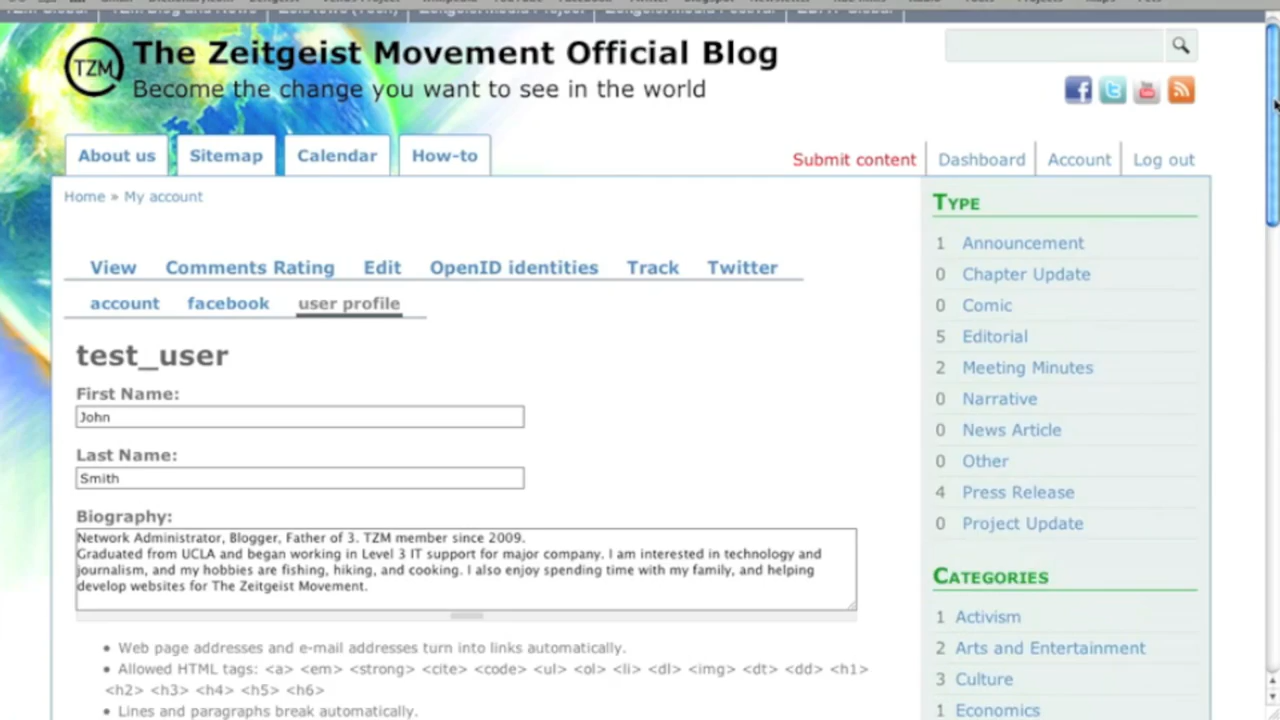 The Zeitgeist Movement Official Blog
TZM
Become the change you want to see in the world
About us Sitemap Calendar How-to
Submit content Dashboard Account Log out
Home » My account
View Comments Rating Edit OpenID identities Track Twitter
account facebook user profile
test_user
First Name:
John
Last Name:
Smith
Biography:
Network Administrator, Blogger, Father of 3. TZM member since 2009.
Graduated from UCLA and began working in Level 3 IT support for major company. I am interested in technology and
journalism, and my hobbies are fishing, hiking, and cooking. I also enjoy spending time with my family, and helping
develop websites for The Zeitgeist Movement.
• Web page addresses and e-mail addresses turn into links automatically.
• Allowed HTML tags: <a> <em> <strong> <cite> <code> <ul> <ol> <li> <dl> <img> <dt> <dd> <h1>
<h2> <h3> <h4> <h5> <h6>
• Lines and paragraphs break automatically.
Type
1 Announcement
0 Chapter Update
0 Comic
5 Editorial
2 Meeting Minutes
0 Narrative
0 News Article
0 Other
4 Press Release
0 Project Update
Categories
1 Activism
2 Arts and Entertainment
3 Culture
1 Economics